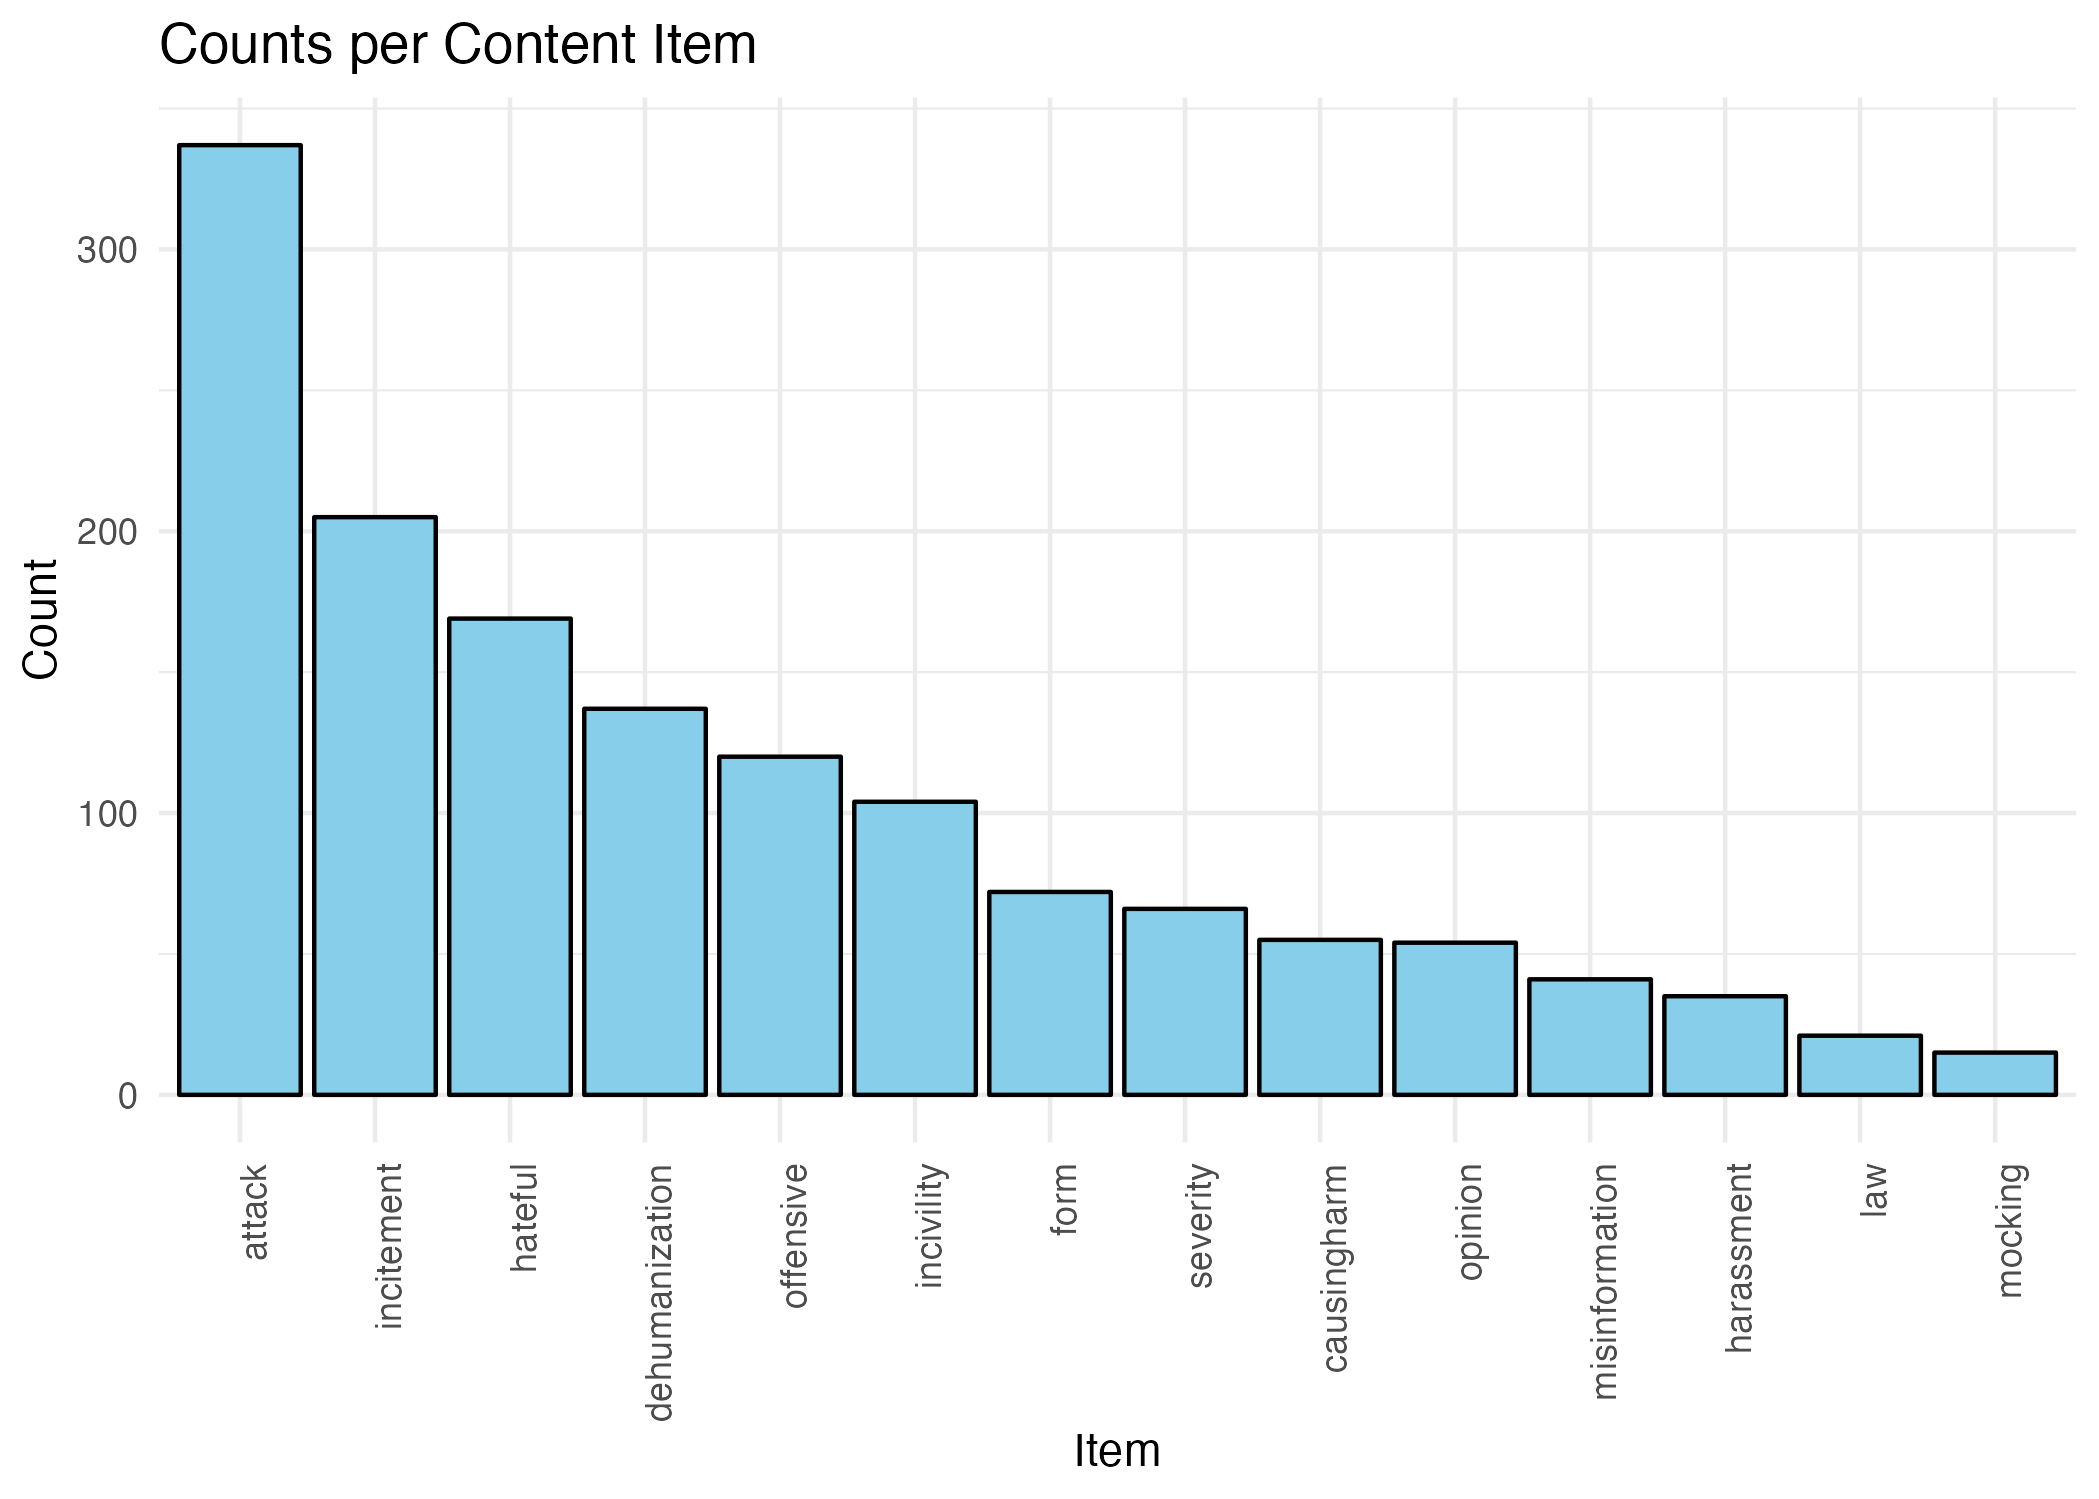 Counts per Content Item
Count
300
200
100
0
attack
incitement
hateful
dehumanization
offensive
incivility
form
severity
causingharm
opinion
misinformation
harassment
law
mocking
Item